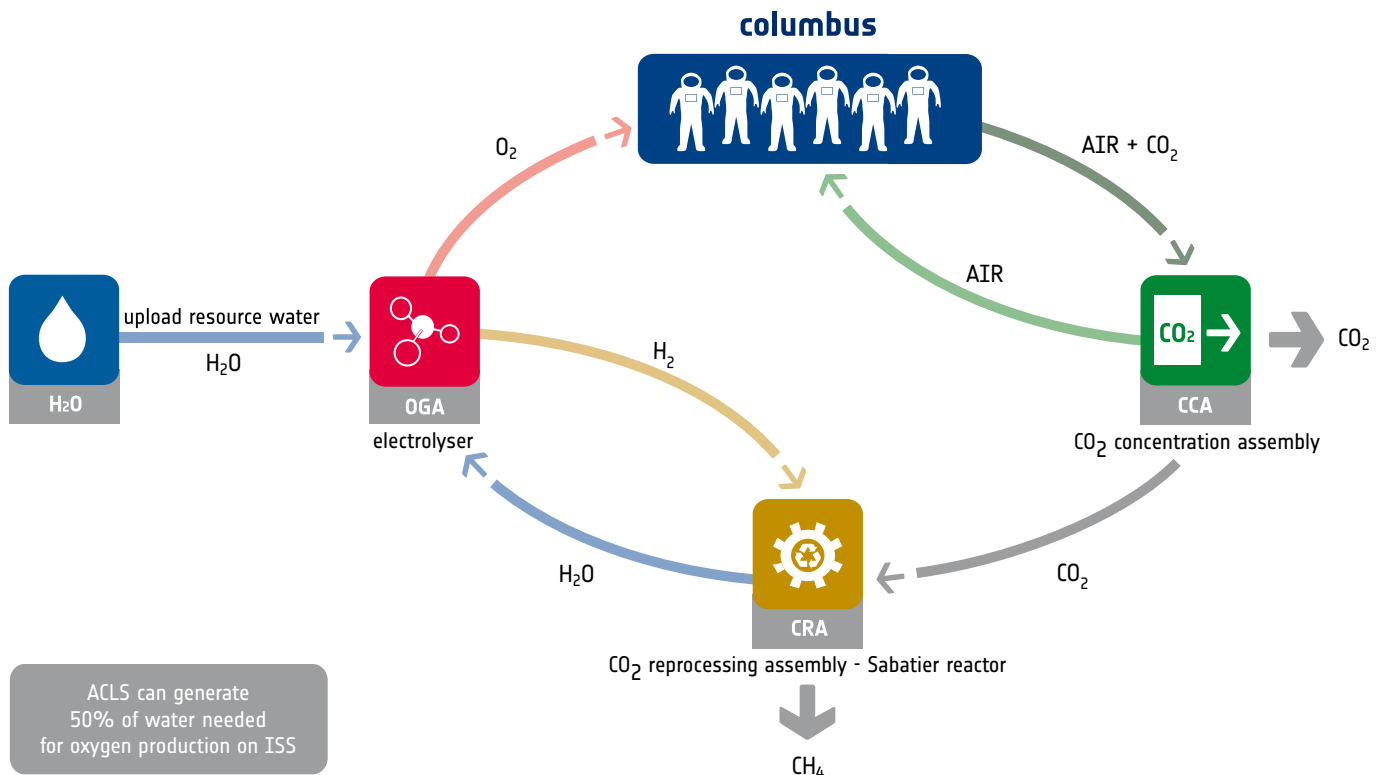 columbus
O₂
AIR + CO₂
AIR
upload resource water
H₂O
H₂O
H₂
OGA
electrolyser
CO₂
CO₂
CCA
CO₂ concentration assembly
H₂O
CO₂
CRA
CO₂ reprocessing assembly - Sabatier reactor
ACLS can generate
50% of water needed
for oxygen production on ISS
CH₄